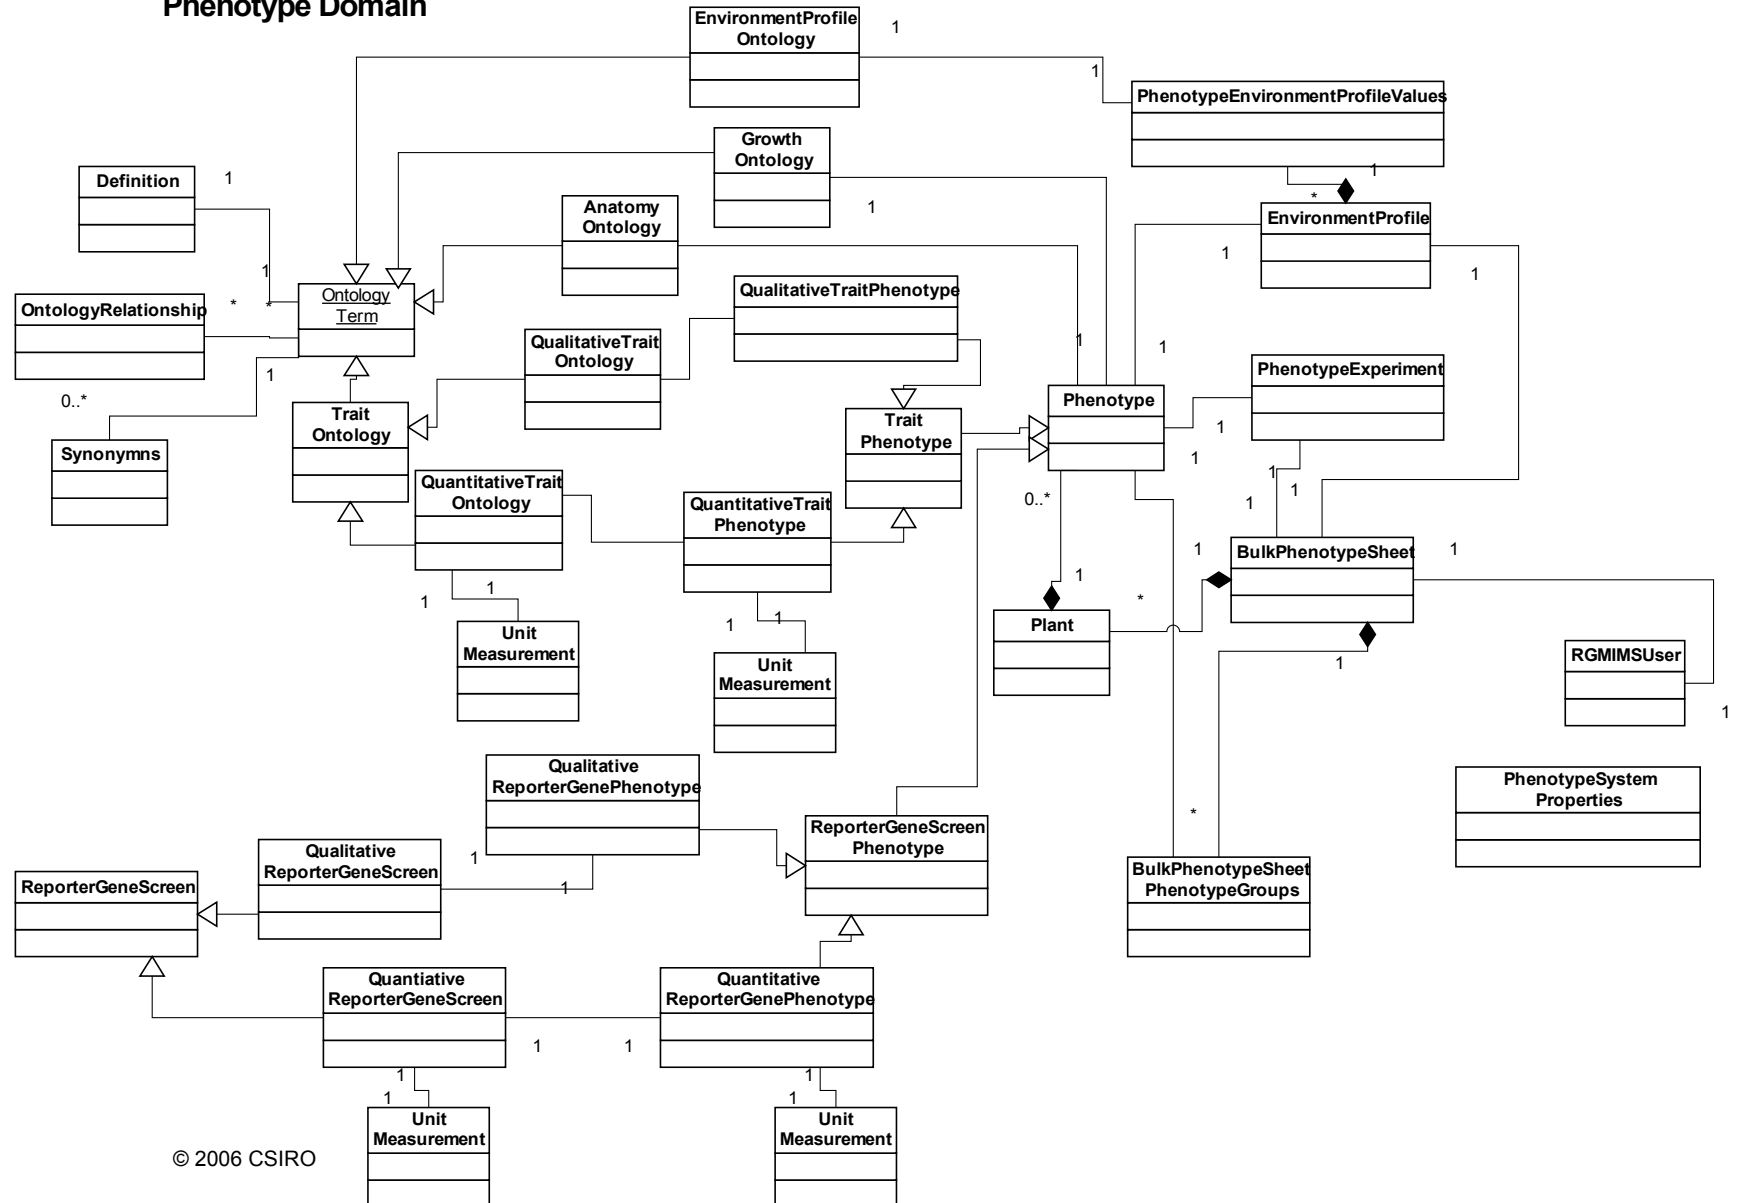 Phenotype Domain
EnvironmentProfile
Ontology
1
1
PhenotypeEnvironmentProfileValues
1
*
Growth
Ontology
1
Definition
1
1
Anatomy
Ontology
EnvironmentProfile
1
1
OntologyRelationship
*
*
Ontology
Term
1
0..*
QualitativeTraitPhenotype
QualitativeTrait
Ontology
1
1
PhenotypeExperiment
Phenotype
1
1
Synonymns
Trait
Ontology
Trait
Phenotype
QuantitativeTrait
Ontology
QuantitativeTrait
Phenotype
0..*
1
1
1
BulkPhenotypeSheet
1
1
1
1
1
*
Plant
1
1
Unit
Measurement
1
1
Unit
Measurement
1
RGMIMSUser
1
Qualitative
ReporterGenePhenotype
PhenotypeSystem
Properties
*
ReporterGeneScreen
Phenotype
Qualitative
ReporterGeneScreen
1
1
ReporterGeneScreen
BulkPhenotypeSheet
PhenotypeGroups
Quantiative
ReporterGeneScreen
Quantitative
ReporterGenePhenotype
1
1
1
1
1
1
Unit
Measurement
Unit
Measurement
© 2006 CSIRO